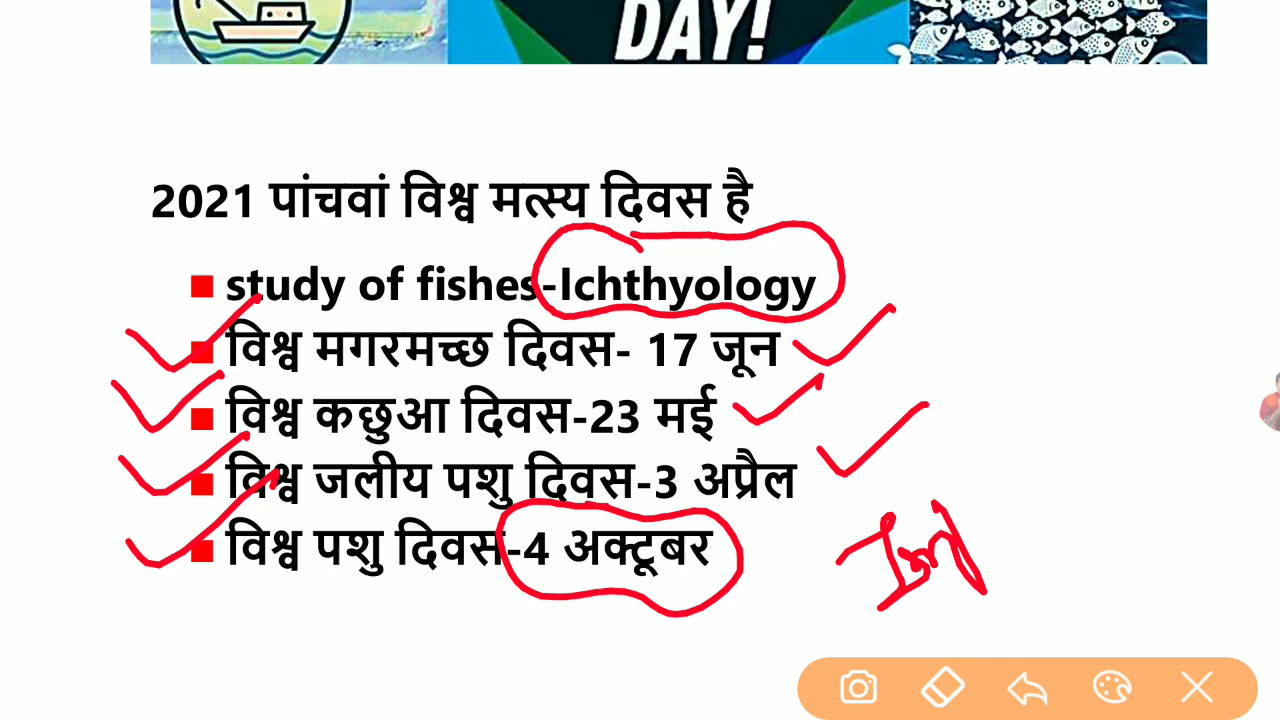 DAY!
2021 पांचवां विश्व मत्स्य दिवस है
study of fishes-Ichthyology
विश्व मगरमच्छ दिवस- 17 जून
विश्व कछुआ दिवस-23 मई
विश्व जलीय पशु दिवस-3 अप्रैल
विश्व पशु दिवस-4 अक्टूबर